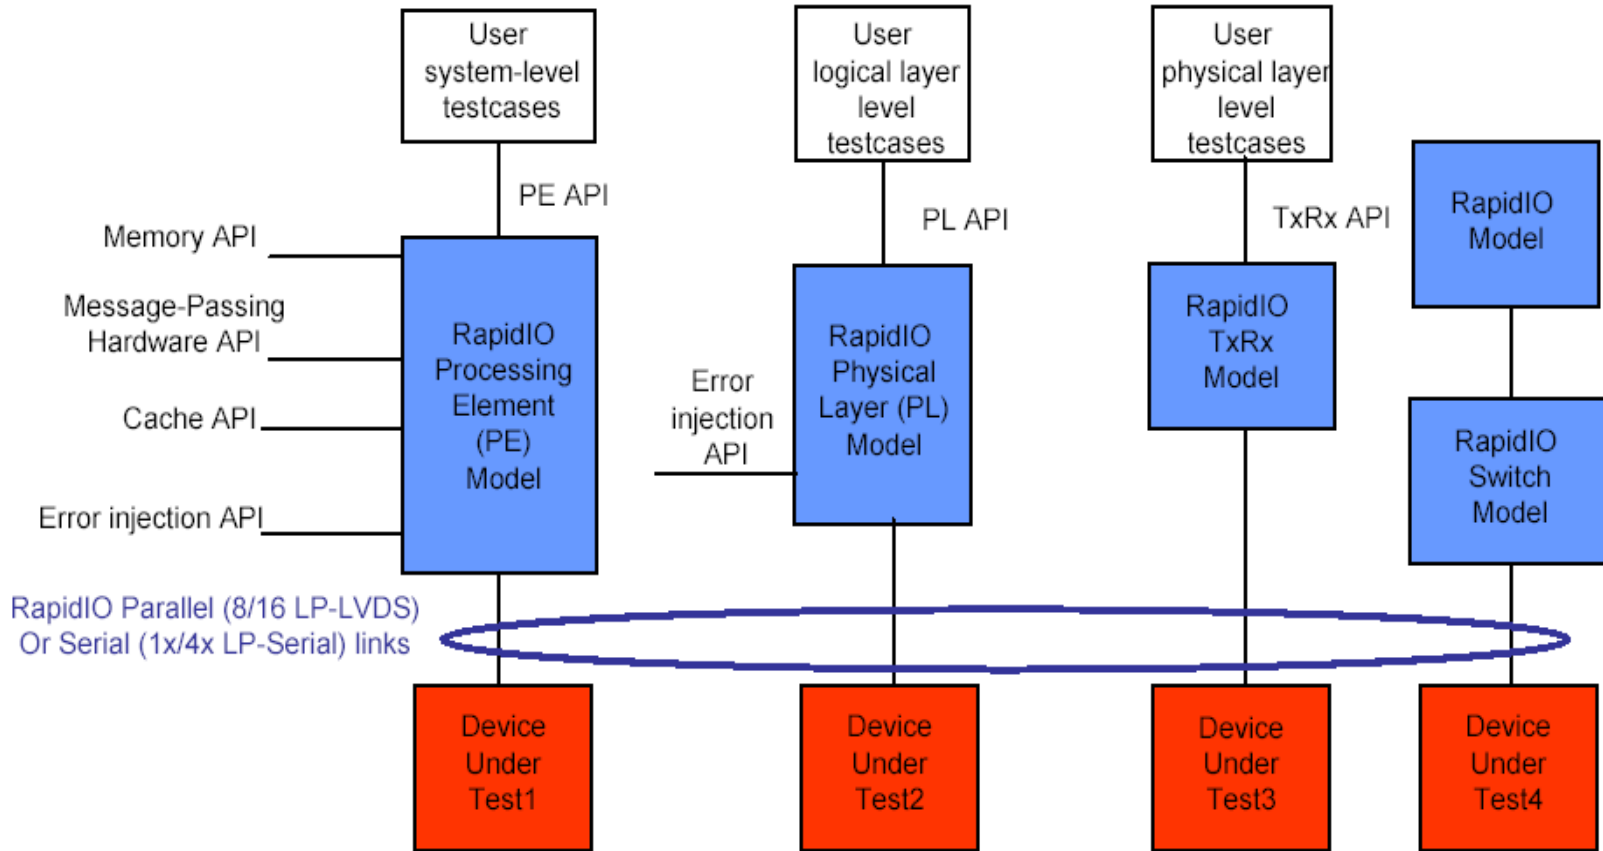 User
system-level
testcases
User
logical layer
level
testcases
User
physical layer
level
testcases
PE API
PL API
TxRx API
RapidIO
Model
Memory API
Message-Passing
Hardware API
Cache API
Error injection API
RapidIO
Processing
Element
(PE)
Model
Error
injection
API
RapidIO
Physical
Layer (PL)
Model
RapidIO
TxRx
Model
RapidIO
Switch
Model
RapidIO Parallel (8/16 LP-LVDS)
Or Serial (1x/4x LP-Serial) links
Device
Under
Test1
Device
Under
Test2
Device
Under
Test3
Device
Under
Test4